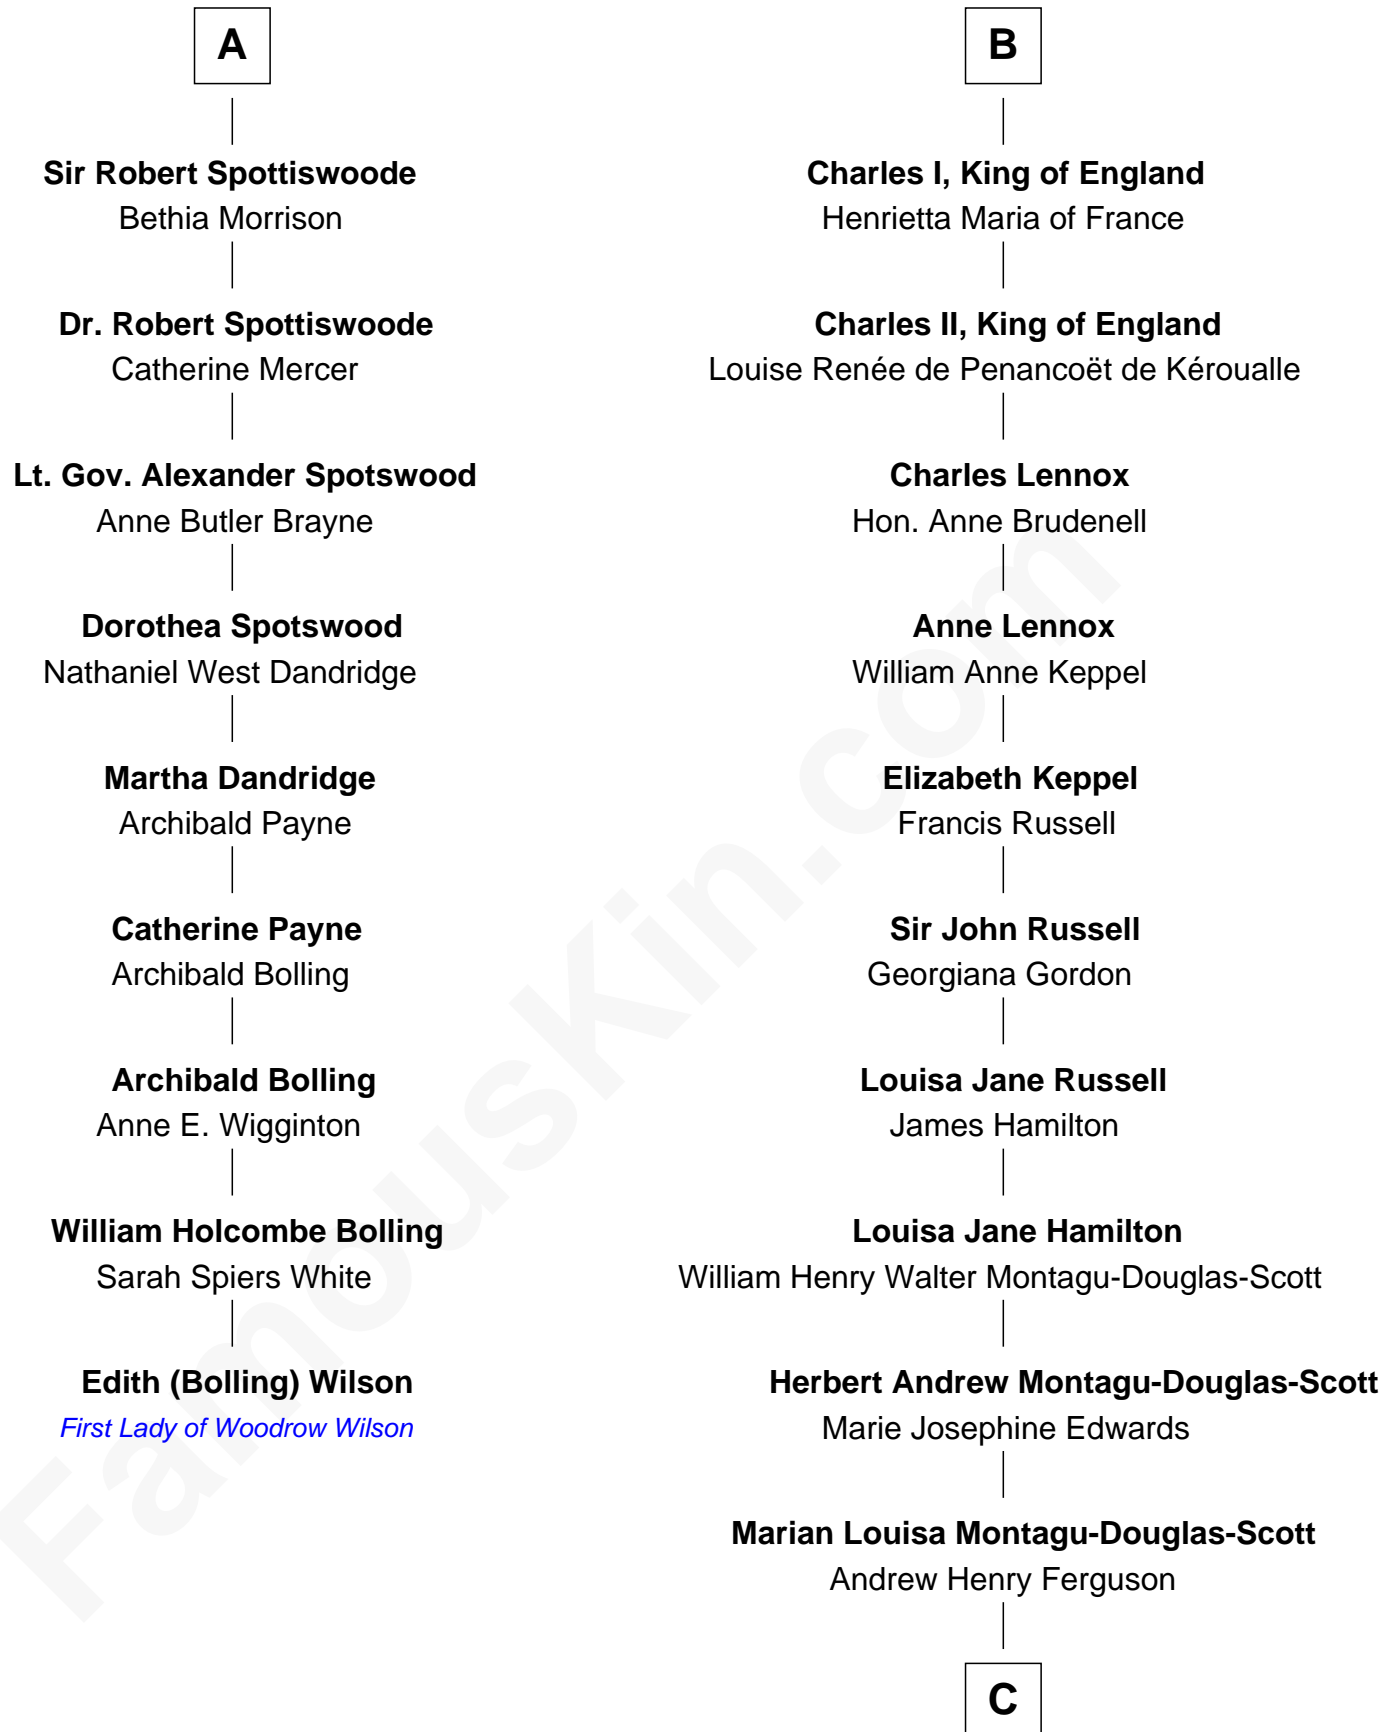 A
Sir Robert Spottiswoode
Bethia Morrison
Dr. Robert Spottiswoode
Catherine Mercer
Lt. Gov. Alexander Spotswood
Anne Butler Brayne
Dorothea Spotswood
Nathaniel West Dandridge
Martha Dandridge
Archibald Payne
Catherine Payne
Archibald Bolling
Archibald Bolling
Anne E. Wigginton
William Holcombe Bolling
Sarah Spiers White
Edith (Bolling) Wilson
First Lady of Woodrow Wilson
B
Charles I, King of England
Henrietta Maria of France
Charles II, King of England
Louise Renée de Penancoët de Kéroualle
Charles Lennox
Hon. Anne Brudenell
Anne Lennox
William Anne Keppel
Elizabeth Keppel
Francis Russell
Sir John Russell
Georgiana Gordon
Louisa Jane Russell
James Hamilton
Louisa Jane Hamilton
William Henry Walter Montagu-Douglas-Scott
Herbert Andrew Montagu-Douglas-Scott
Marie Josephine Edwards
Marian Louisa Montagu-Douglas-Scott
Andrew Henry Ferguson
C
FamousKin.com